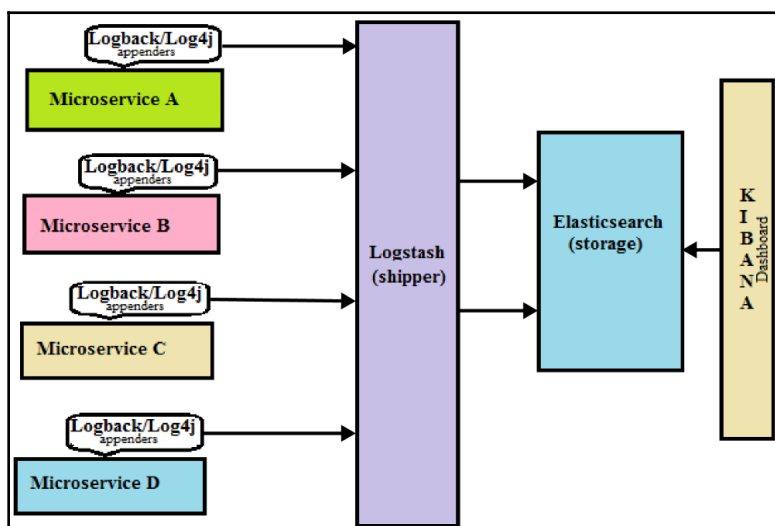 Logback/Log4j
appenders
Microservice A
Logback/Log4j
appenders
Microservice B
Logback/Log4j
appenders
Microservice C
Logback/Log4j
appenders
Microservice D
Logstash
(shipper)
Elasticsearch
(storage)
KIBANA
Dashboard